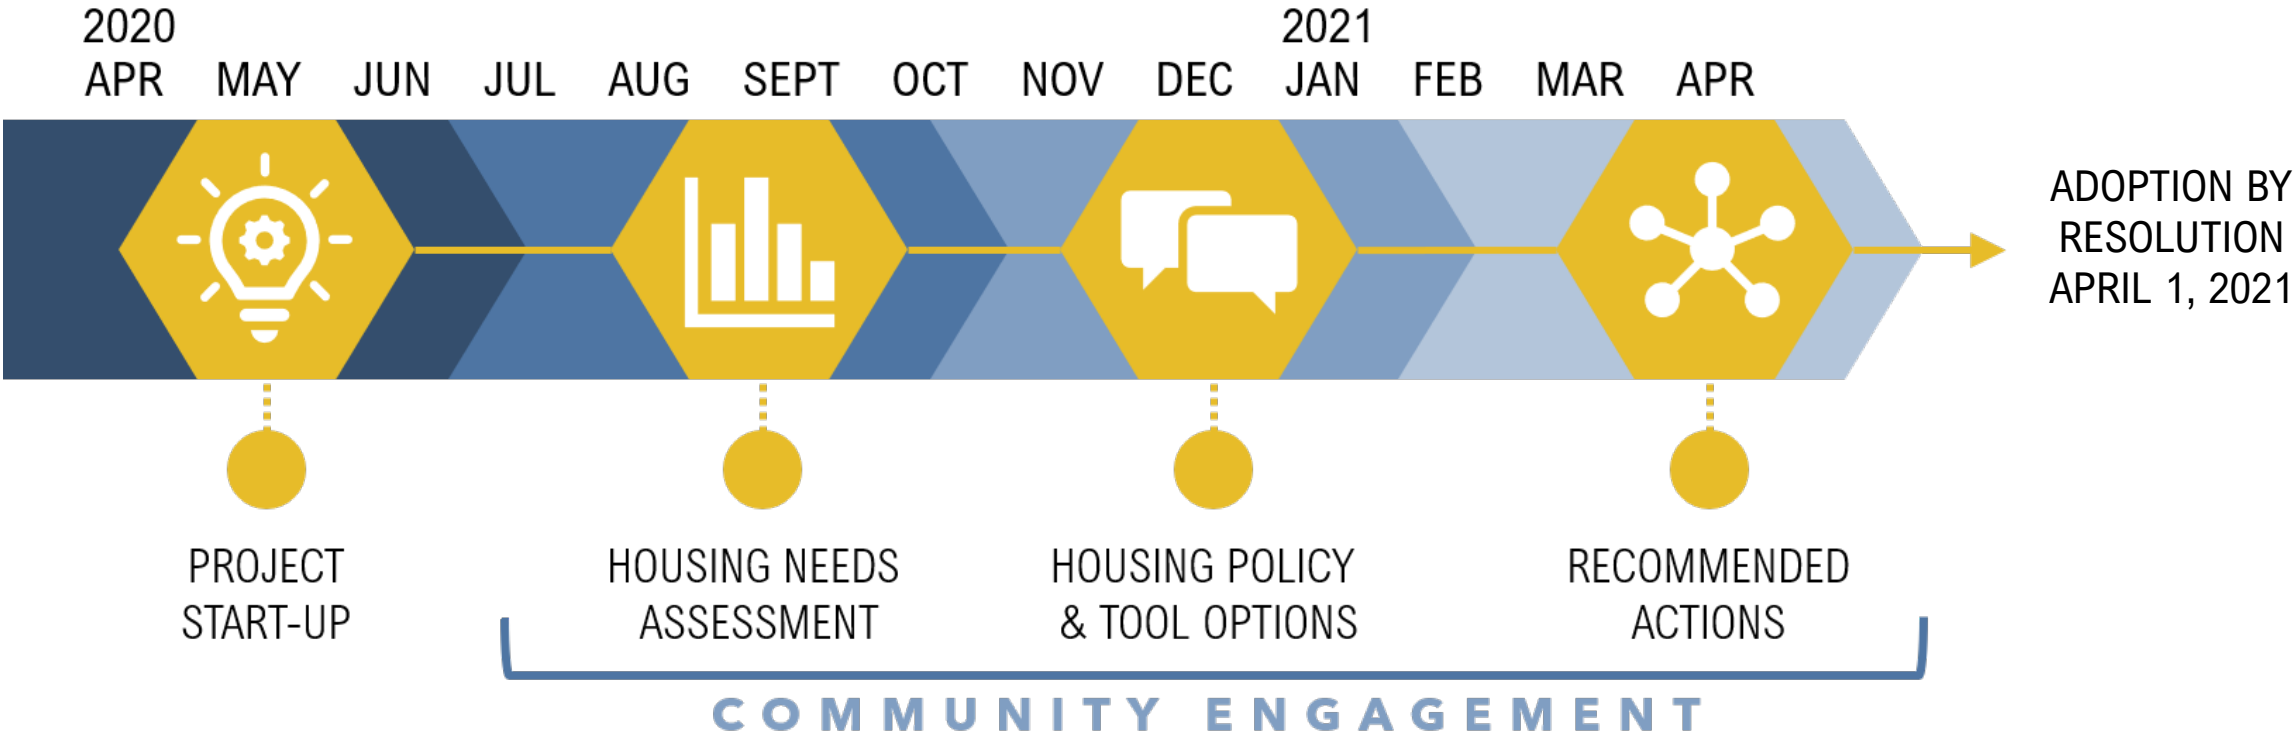 2020 2021
APR MAY JUN JUL AUG SEPT OCT NOV DEC JAN FEB MAR APR
ADOPTION BY
RESOLUTION
APRIL 1, 2021
PROJECT
START-UP
HOUSING NEEDS
ASSESSMENT
HOUSING POLICY
& TOOL OPTIONS
RECOMMENDED
ACTIONS
COMMUNITY ENGAGEMENT